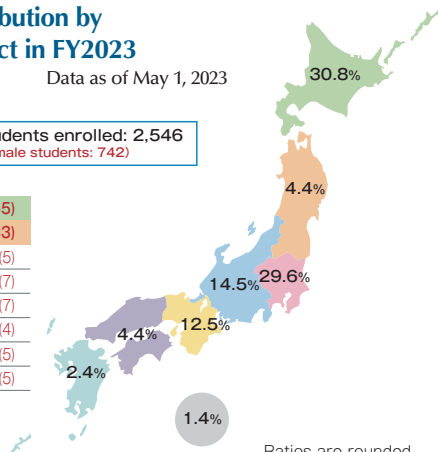 bution by
ct in FY2023
Data as of May 1, 2023
udents enrolled: 2,546
male students: 742)
5)
3)
(5)
(7)
(7)
(4)
(5)
(5)
30.8%
4.4%
14.5%
29.6%
12.5%
4.4%
2.4%
1.4%
Ratios are rounded